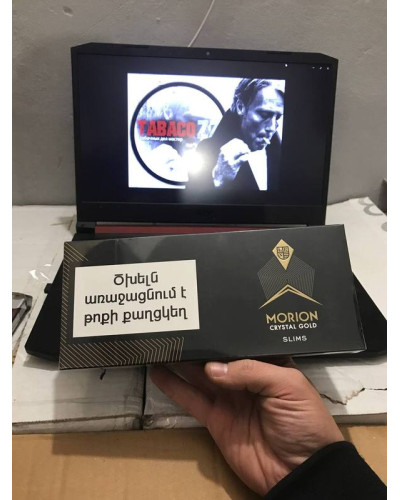 TABACO
Ծխելն
առաջացնում է
թոքի քաղցկեղ
MORION
CRYSTAL GOLD
SLIMS